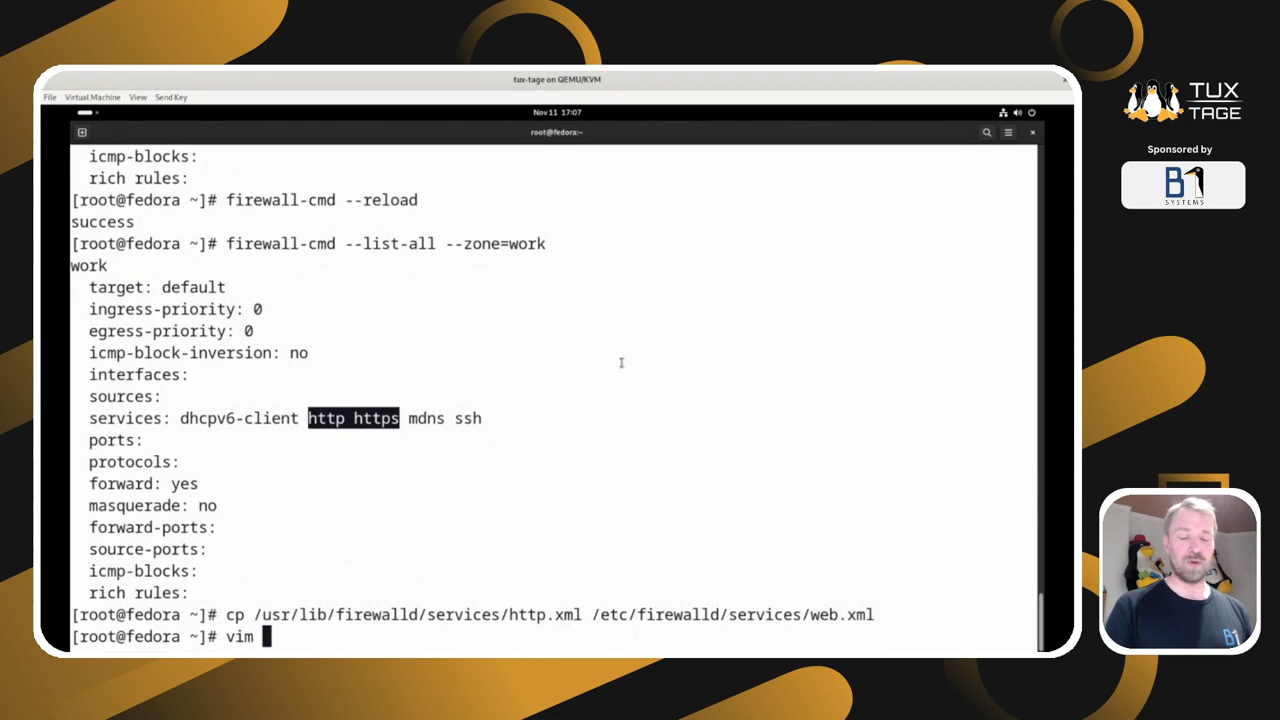 tux-tage on QEMU/KVM
File Virtual Machine View Send Key
Nov 11 17:07
root@fedora:~
icmp-blocks:
rich rules:
[root@fedora ~]# firewall-cmd --reload
success
[root@fedora ~]# firewall-cmd --list-all --zone=work
work
target: default
ingress-priority: 0
egress-priority: 0
icmp-block-inversion: no
interfaces:
sources:
services: dhcpv6-client http https mdns ssh
ports:
protocols:
forward: yes
masquerade: no
forward-ports:
source-ports:
icmp-blocks:
rich rules:
[root@fedora ~]# cp /usr/lib/firewalld/services/http.xml /etc/firewalld/services/web.xml
[root@fedora ~]# vim
TUX
TAGE
Sponsored by
B1
SYSTEMS
B1